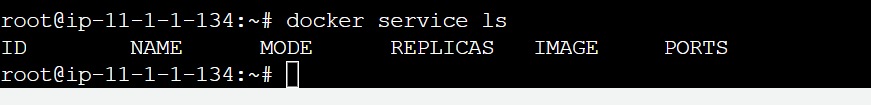 root@ip-11-1-1-134:~# docker service ls
ID NAME MODE REPLICAS IMAGE PORTS
root@ip-11-1-1-134:~#